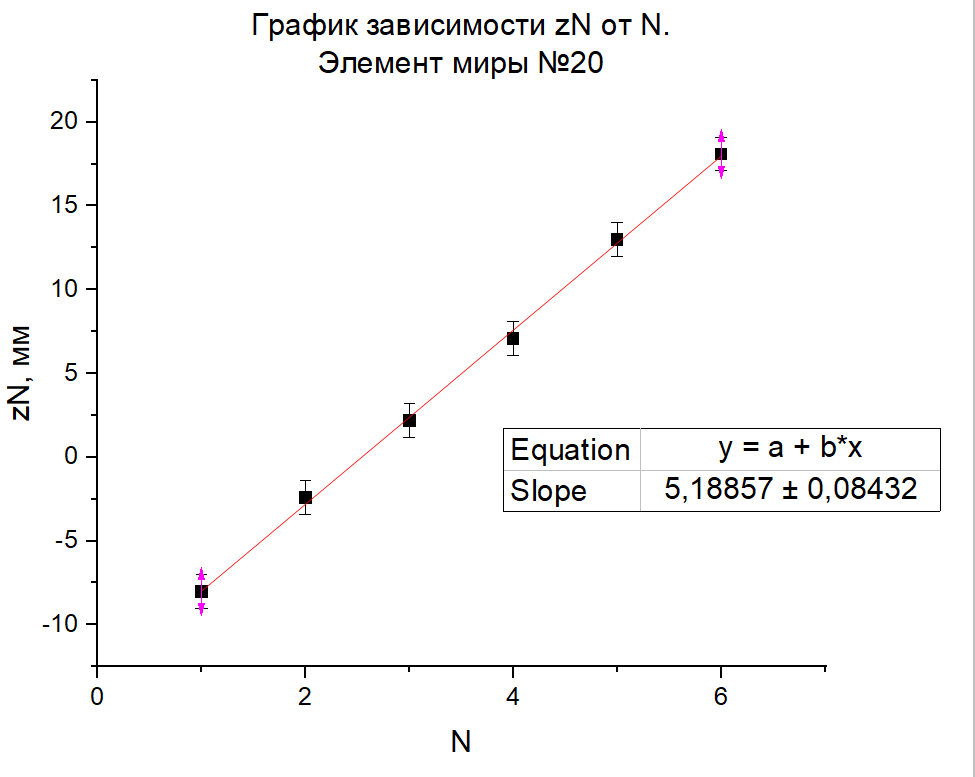 График зависимости zN от N.
Элемент миры №20
20
15
10
5
0
-5
-10
zN, мм
Equation y = a + b*x
Slope 5,18857 ± 0,08432
0 2 4 6
N